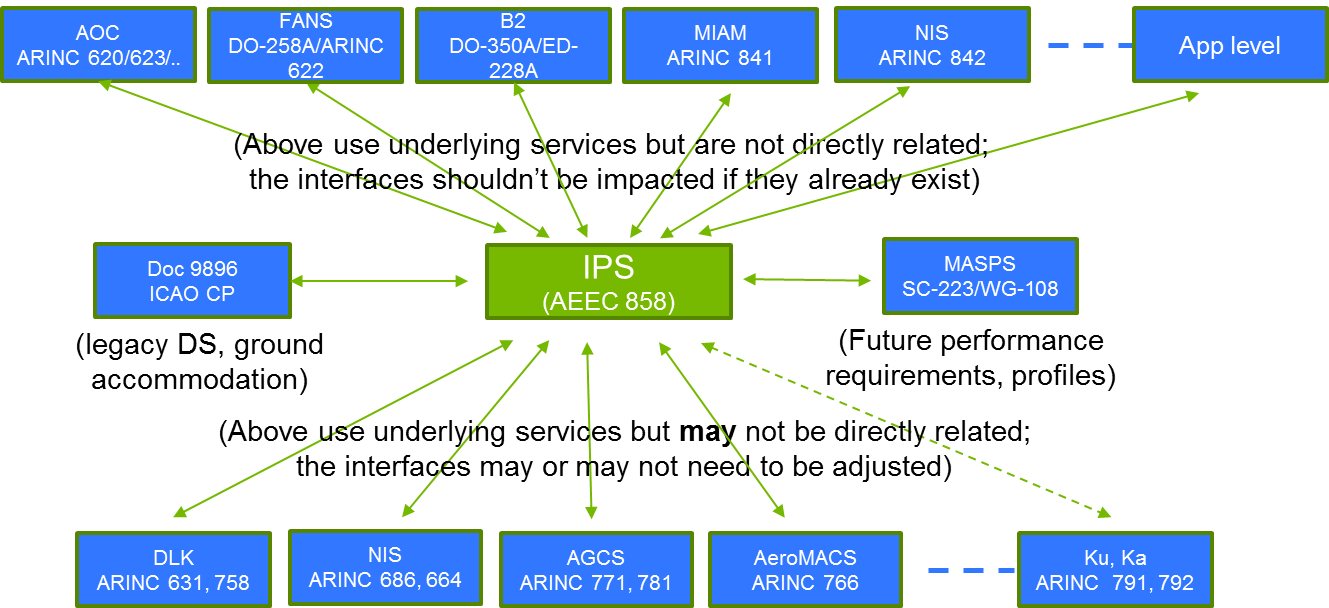 AOC
ARINC 620/623/..
FANS
DO-258A/ARINC
622
B2
DO-350A/ED-
228A
MIAM
ARINC 841
NIS
ARINC 842
App level
(Above use underlying services but are not directly related;
the interfaces shouldn’t be impacted if they already exist)
Doc 9896
ICAO CP
IPS
(AEEC 858)
MASPS
SC-223/WG-108
(legacy DS, ground
accommodation)
(Future performance
requirements, profiles)
(Above use underlying services but may not be directly related;
the interfaces may or may not need to be adjusted)
DLK
ARINC 631, 758
NIS
ARINC 686, 664
AGCS
ARINC 771, 781
AeroMACS
ARINC 766
Ku, Ka
ARINC 791, 792